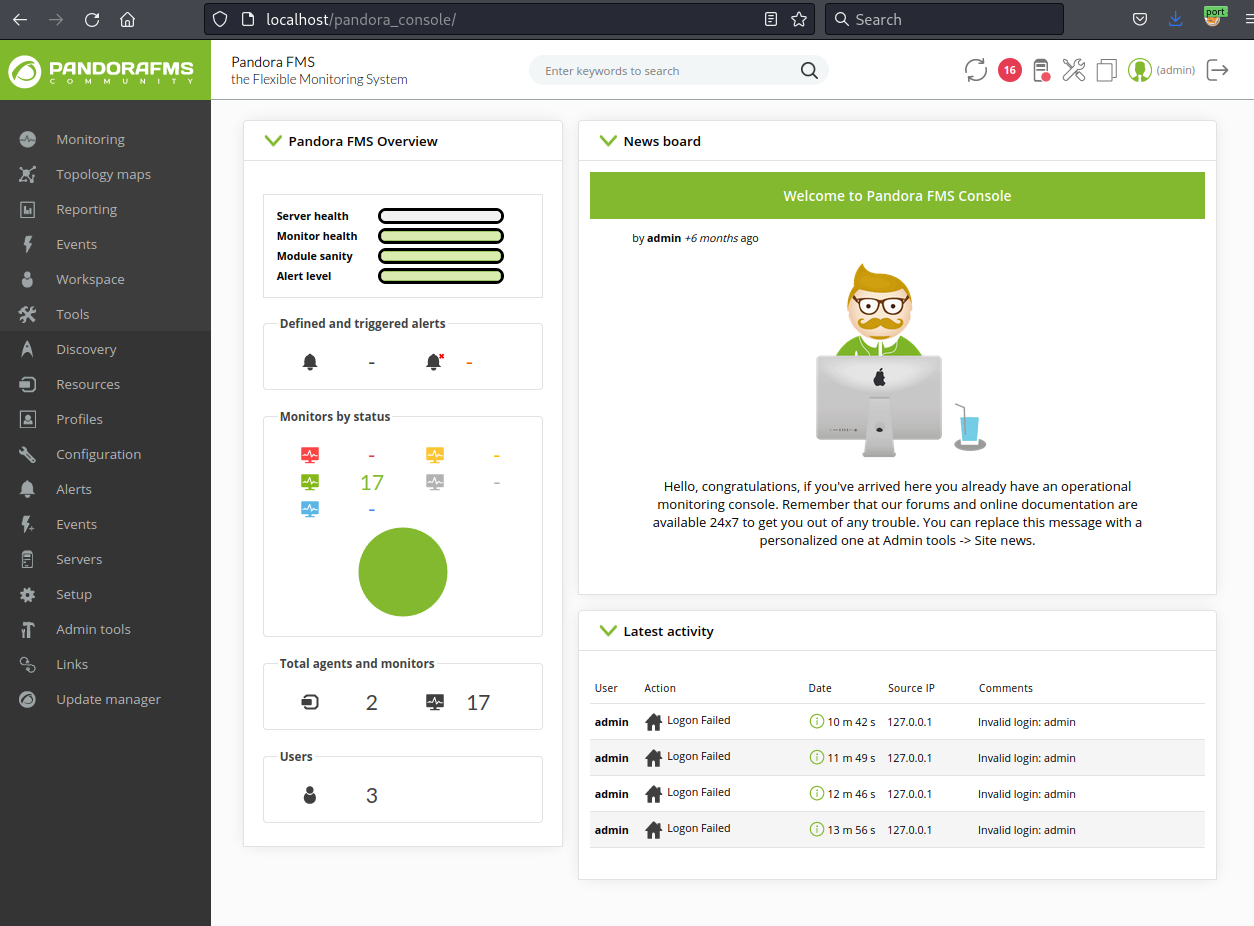 localhost/pandora_console/
Search
port
PANDORAFMS
COMMUNITY
Pandora FMS
the Flexible Monitoring System
Enter keywords to search
16
(admin)
Monitoring
Topology maps
Reporting
Events
Workspace
Tools
Discovery
Resources
Profiles
Configuration
Alerts
Events
Servers
Setup
Admin tools
Links
Update manager
Pandora FMS Overview
Server health
Monitor health
Module sanity
Alert level
Defined and triggered alerts
- -
Monitors by status
- -
17 -
-
Total agents and monitors
2 17
Users
3
News board
Welcome to Pandora FMS Console
by admin +6 months ago
Hello, congratulations, if you've arrived here you already have an operational
monitoring console. Remember that our forums and online documentation are
available 24x7 to get you out of any trouble. You can replace this message with a
personalized one at Admin tools -> Site news.
Latest activity
User Action Date Source IP Comments
admin Logon Failed 10 m 42 s 127.0.0.1 Invalid login: admin
admin Logon Failed 11 m 49 s 127.0.0.1 Invalid login: admin
admin Logon Failed 12 m 46 s 127.0.0.1 Invalid login: admin
admin Logon Failed 13 m 56 s 127.0.0.1 Invalid login: admin